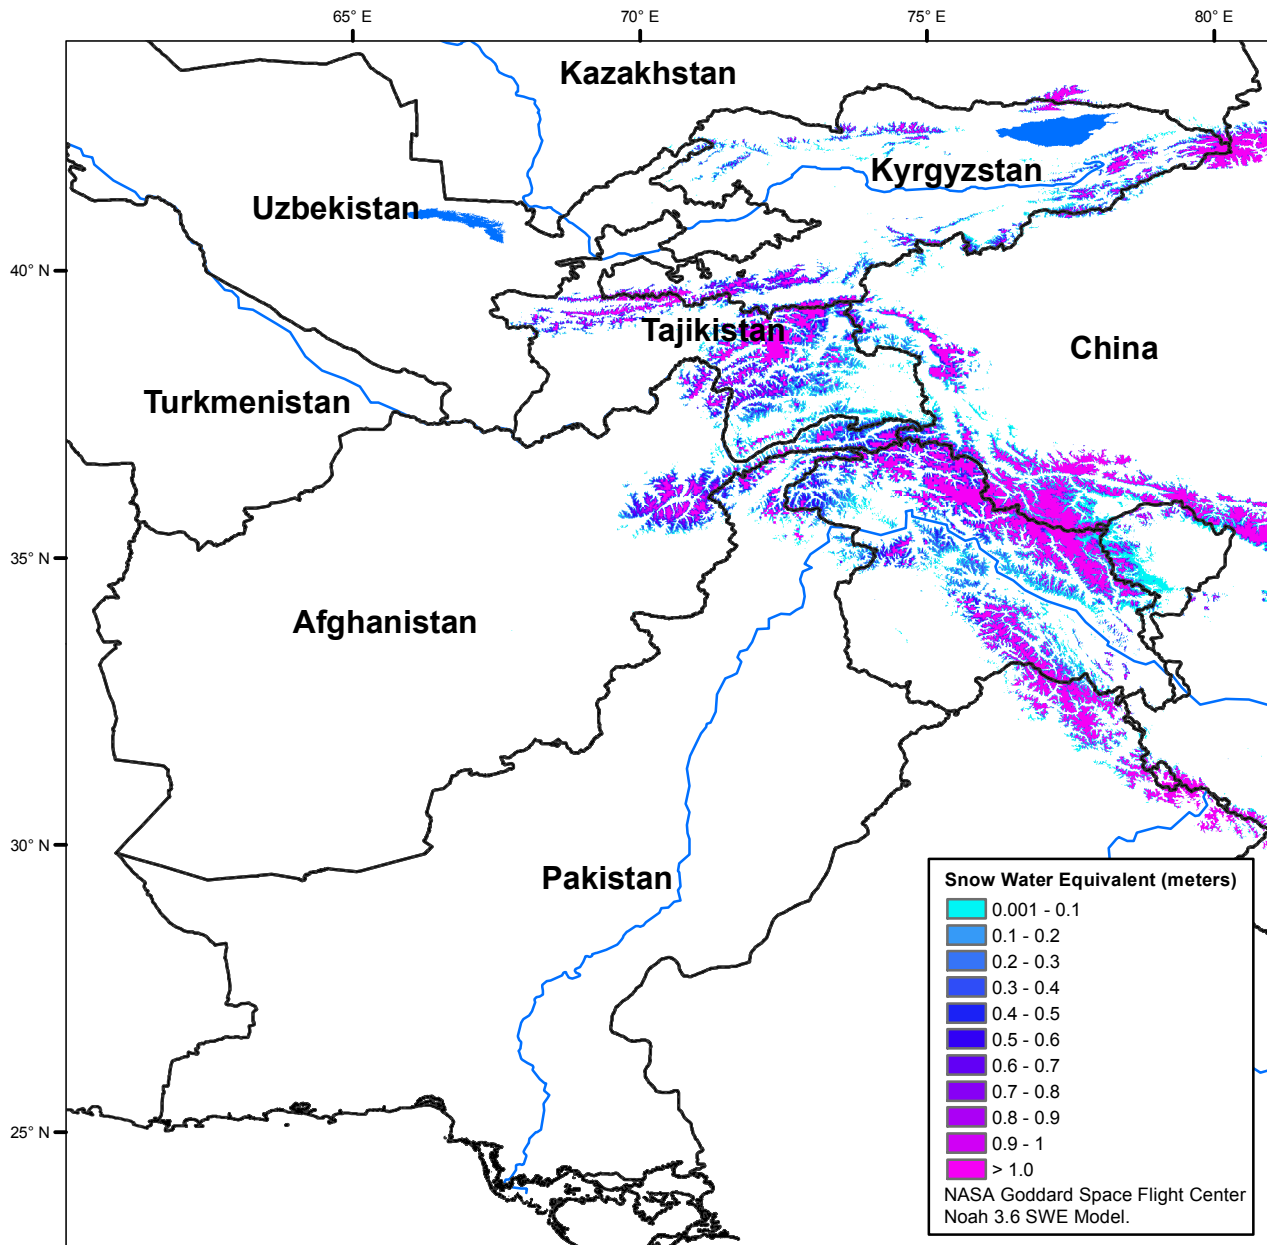 65° E
70° E
75° E
80° E
Kazakhstan
Kyrgyzstan
Uzbekistan
40° N
Tajikistan
China
Turkmenistan
35° N
Afghanistan
30° N
Pakistan
25° N
Snow Water Equivalent (meters)
0.001 - 0.1
0.1 - 0.2
0.2 - 0.3
0.3 - 0.4
0.4 - 0.5
0.5 - 0.6
0.6 - 0.7
0.7 - 0.8
0.8 - 0.9
0.9 - 1
> 1.0
NASA Goddard Space Flight Center
Noah 3.6 SWE Model.